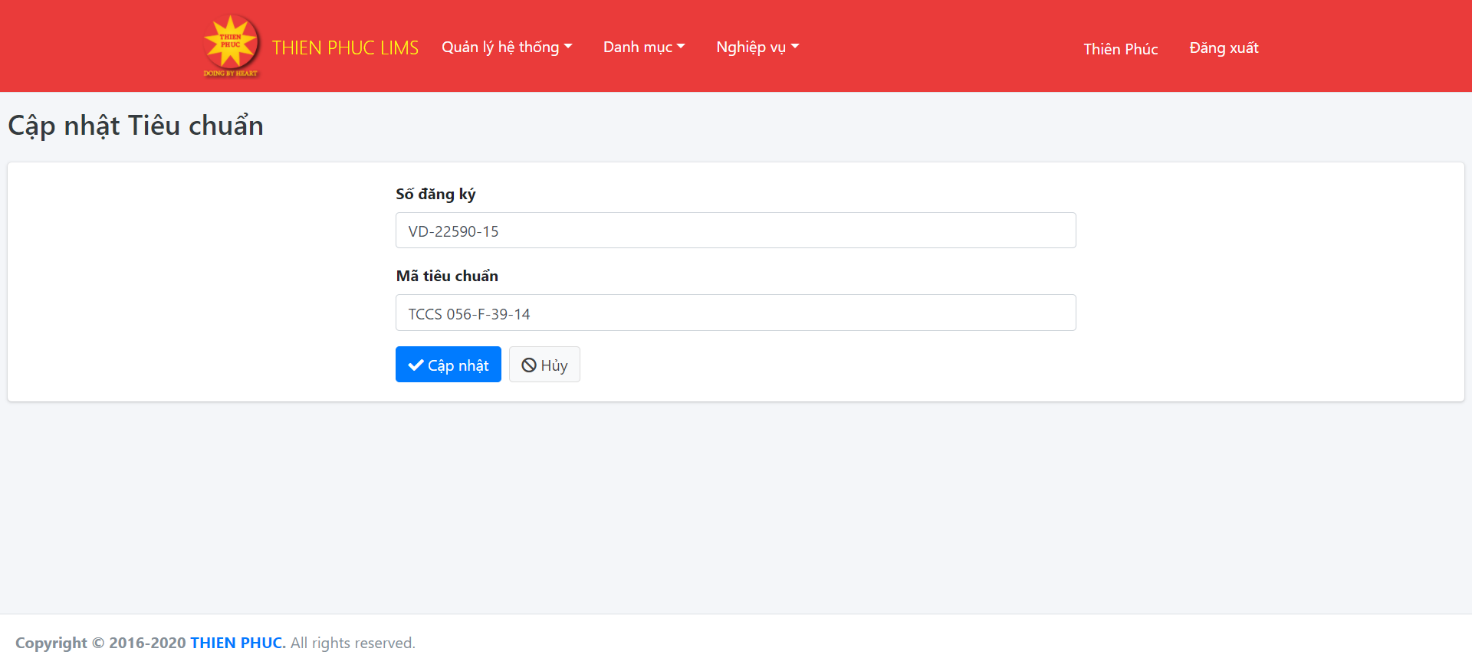 THIEN
PHUC
DOING BY HEART
THIEN PHUC LIMS Quản lý hệ thống Danh mục Nghiệp vụ Thiên Phúc Đăng xuất
Cập nhật Tiêu chuẩn
Số đăng ký
VD-22590-15
Mã tiêu chuẩn
TCCS 056-F-39-14
Cập nhật Hủy
Copyright © 2016-2020 THIEN PHUC. All rights reserved.